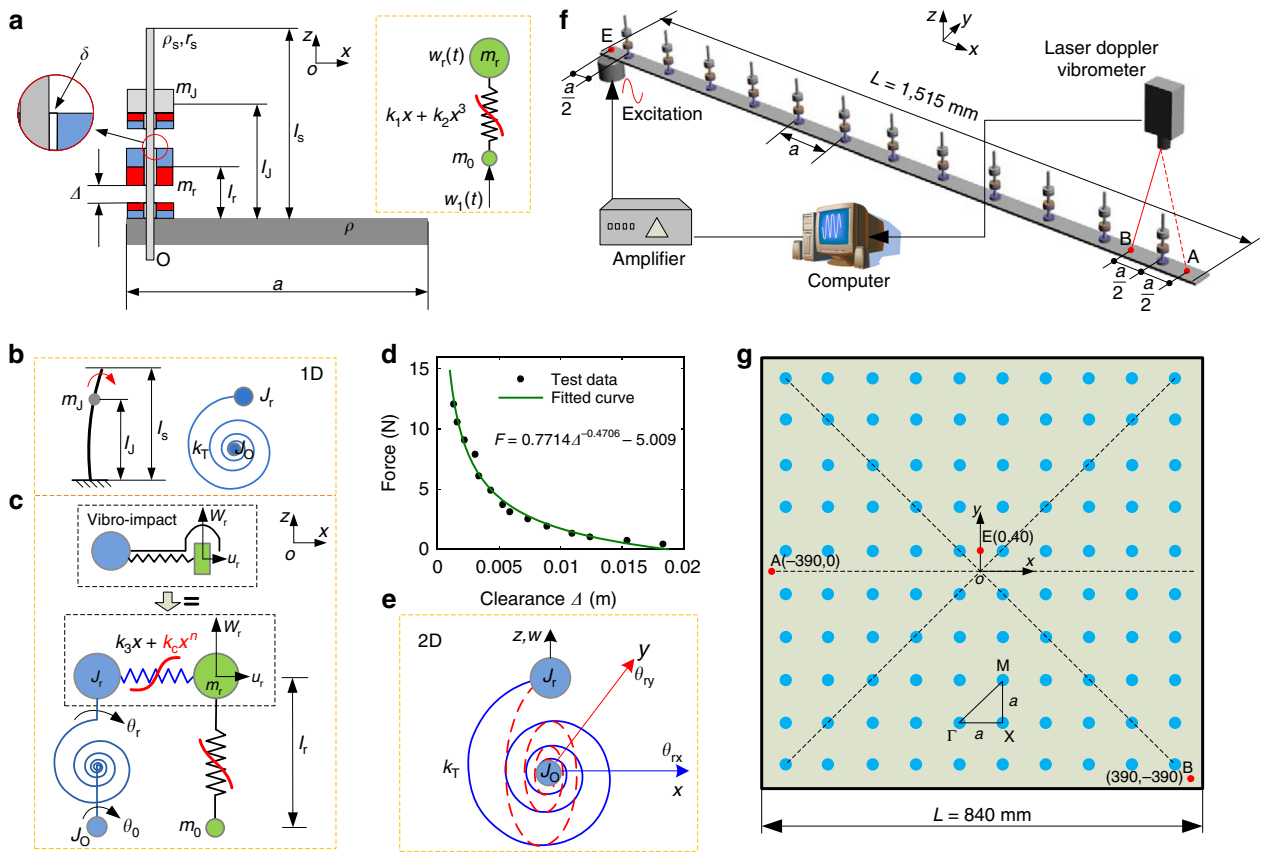 a
ρs, rs
z
o
x
δ
mJ
ls
lJ
lr
mr
Δ
ρ
O
a
wr(t)
mr
k1x + k2x³
m0
w1(t)
b
1D
mJ
lJ
ls
Jr
kT
JO
c
Vibro-impact
Wr
ur
z
o
x
=
k3x + kcxⁿ
Wr
Jr
mr
ur
θr
lr
θ0
JO
m0
d
15
10
5
0
Force (N)
Test data
Fitted curve
F = 0.7714Δ^−0.4706 − 5.009
0
0.005
0.01
0.015
0.02
Clearance Δ (m)
e
2D
z,w
y
Jr
θry
kT
JO
θrx
x
f
E
a/2
Excitation
L = 1,515 mm
z
y
x
Laser doppler
vibrometer
a
Amplifier
Computer
B
A
a/2
a/2
g
y
E(0,40)
A(−390,0)
o
x
M
a
Γ
a
X
(390,−390)
B
L = 840 mm